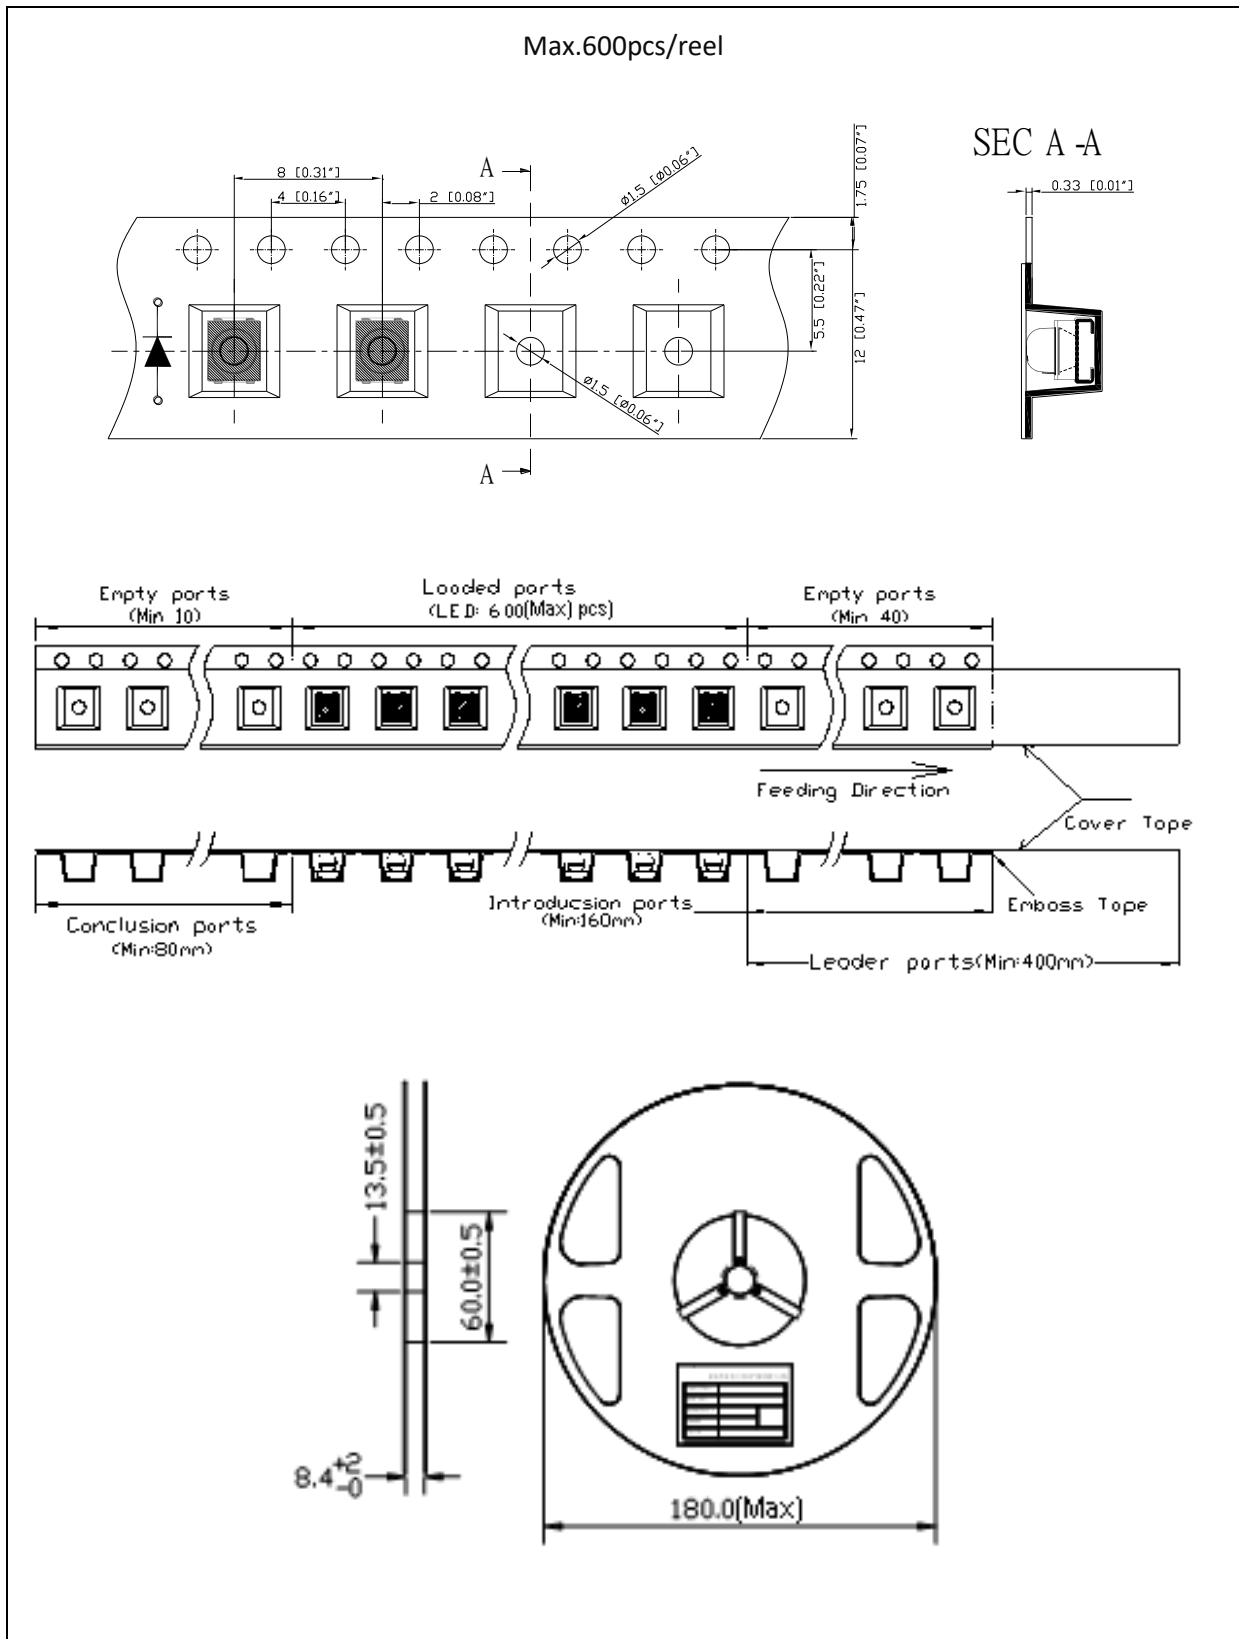 Max.600pcs/reel
SEC A -A
8 [0.31"]
4 [0.16"]
2 [0.08"]
A
ø1.5 [ø0.06"]
1.75 [0.07"]
0.33 [0.01"]
5.5 [0.22"]
12 [0.47"]
ø1.5 [ø0.06"]
A
Empty ports
(Min 10)
Looded ports
(LED: 600(Max) pcs)
Empty ports
(Min 40)
Feeding Direction
Cover Tope
Introducsion ports
(Min:160mm)
Emboss Tope
Conclusion ports
(Min:80mm)
Leoder ports(Min:400mm)
13.5±0.5
60.0±0.5
8.4+2-0
180.0(Max)